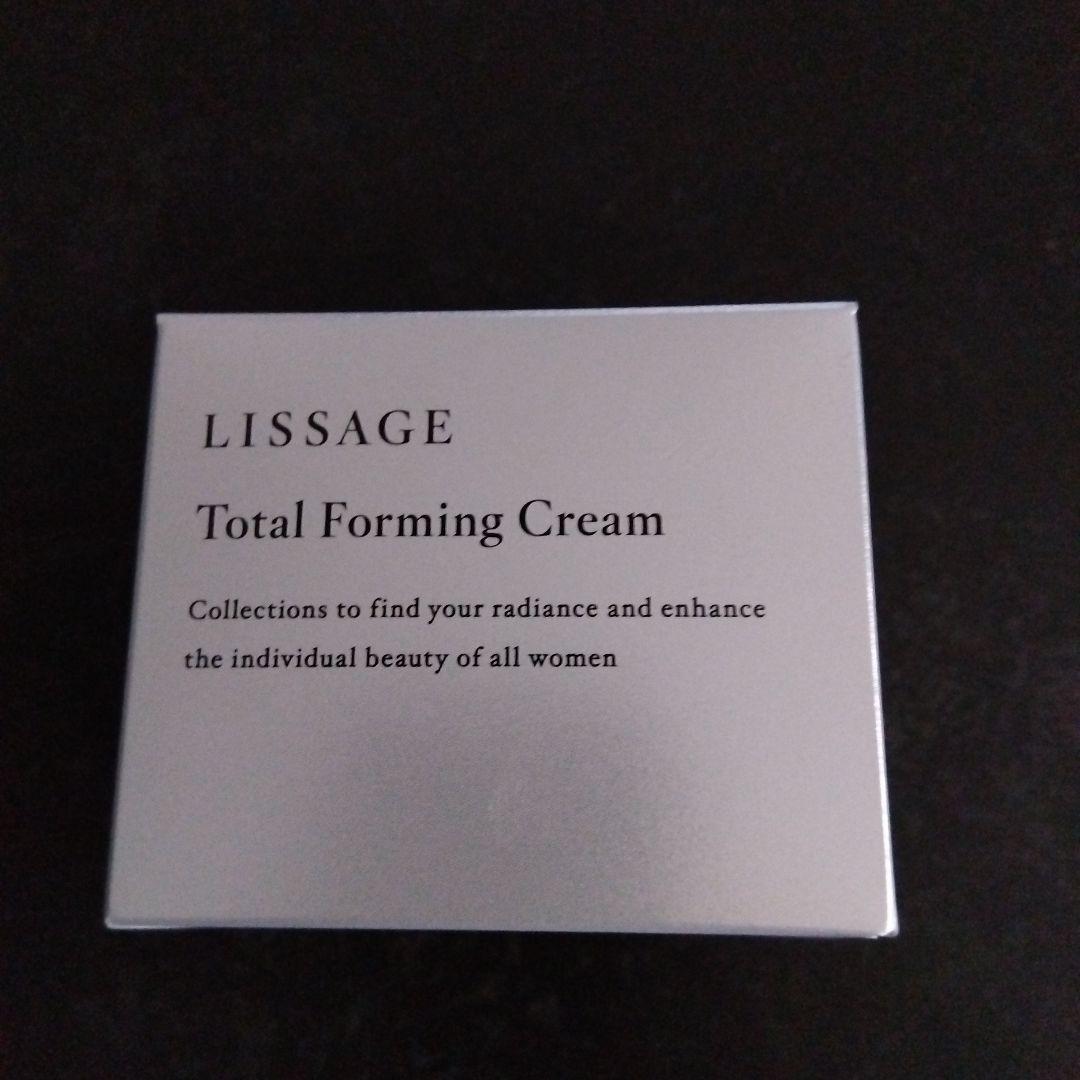 LISSAGE
Total Forming Cream
Collections to find your radiance and enhance
the individual beauty of all women